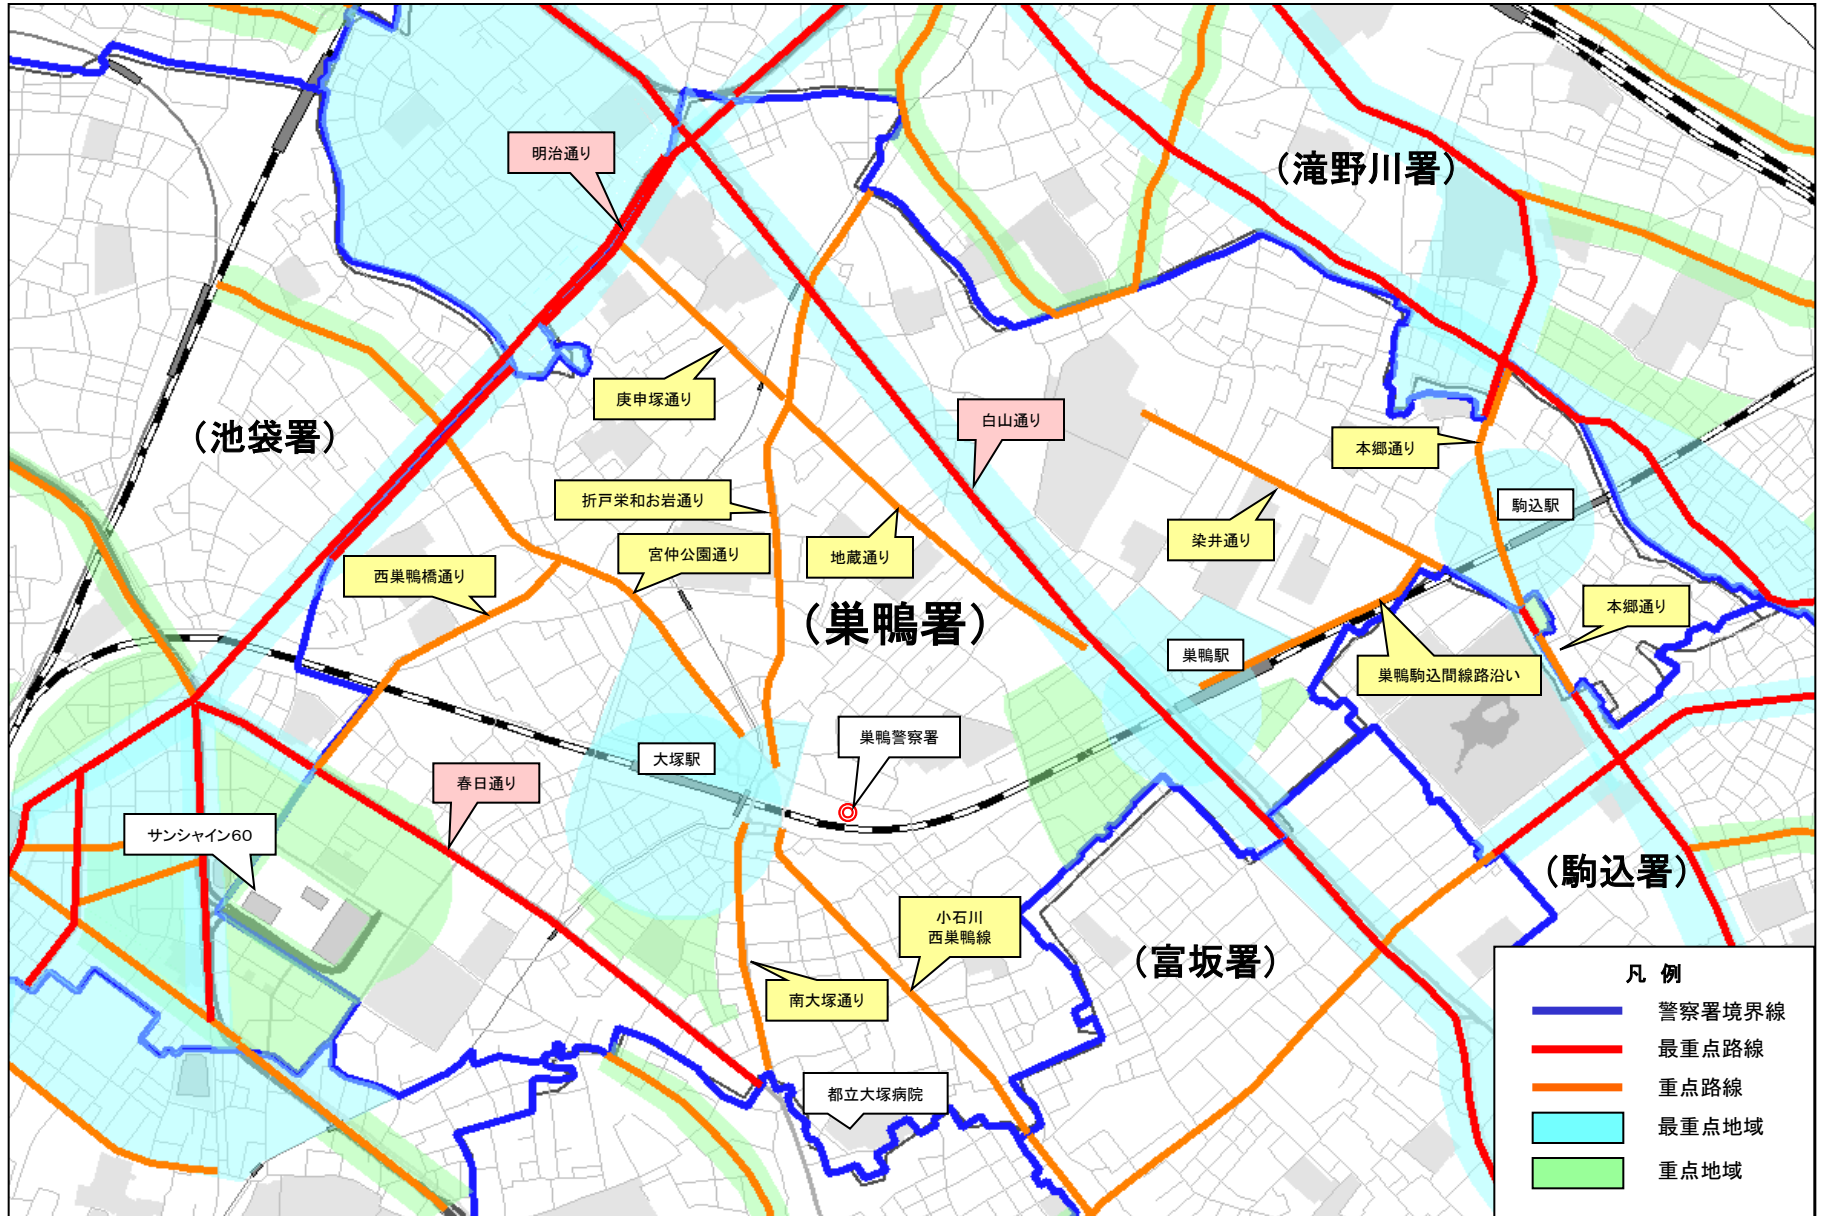 明治通り
（滝野川署）
庚申塚通り
白山通り
（池袋署）
本郷通り
折戸栄和お岩通り
駒込駅
宮仲公園通り
地蔵通り
染井通り
西巣鴨橋通り
（巣鴨署）
本郷通り
巣鴨駅
巣鴨駒込間線路沿い
巣鴨警察署
大塚駅
春日通り
サンシャイン60
（駒込署）
小石川
西巣鴨線
（富坂署）
南大塚通り
都立大塚病院
凡 例
警察署境界線
最重点路線
重点路線
最重点地域
重点地域